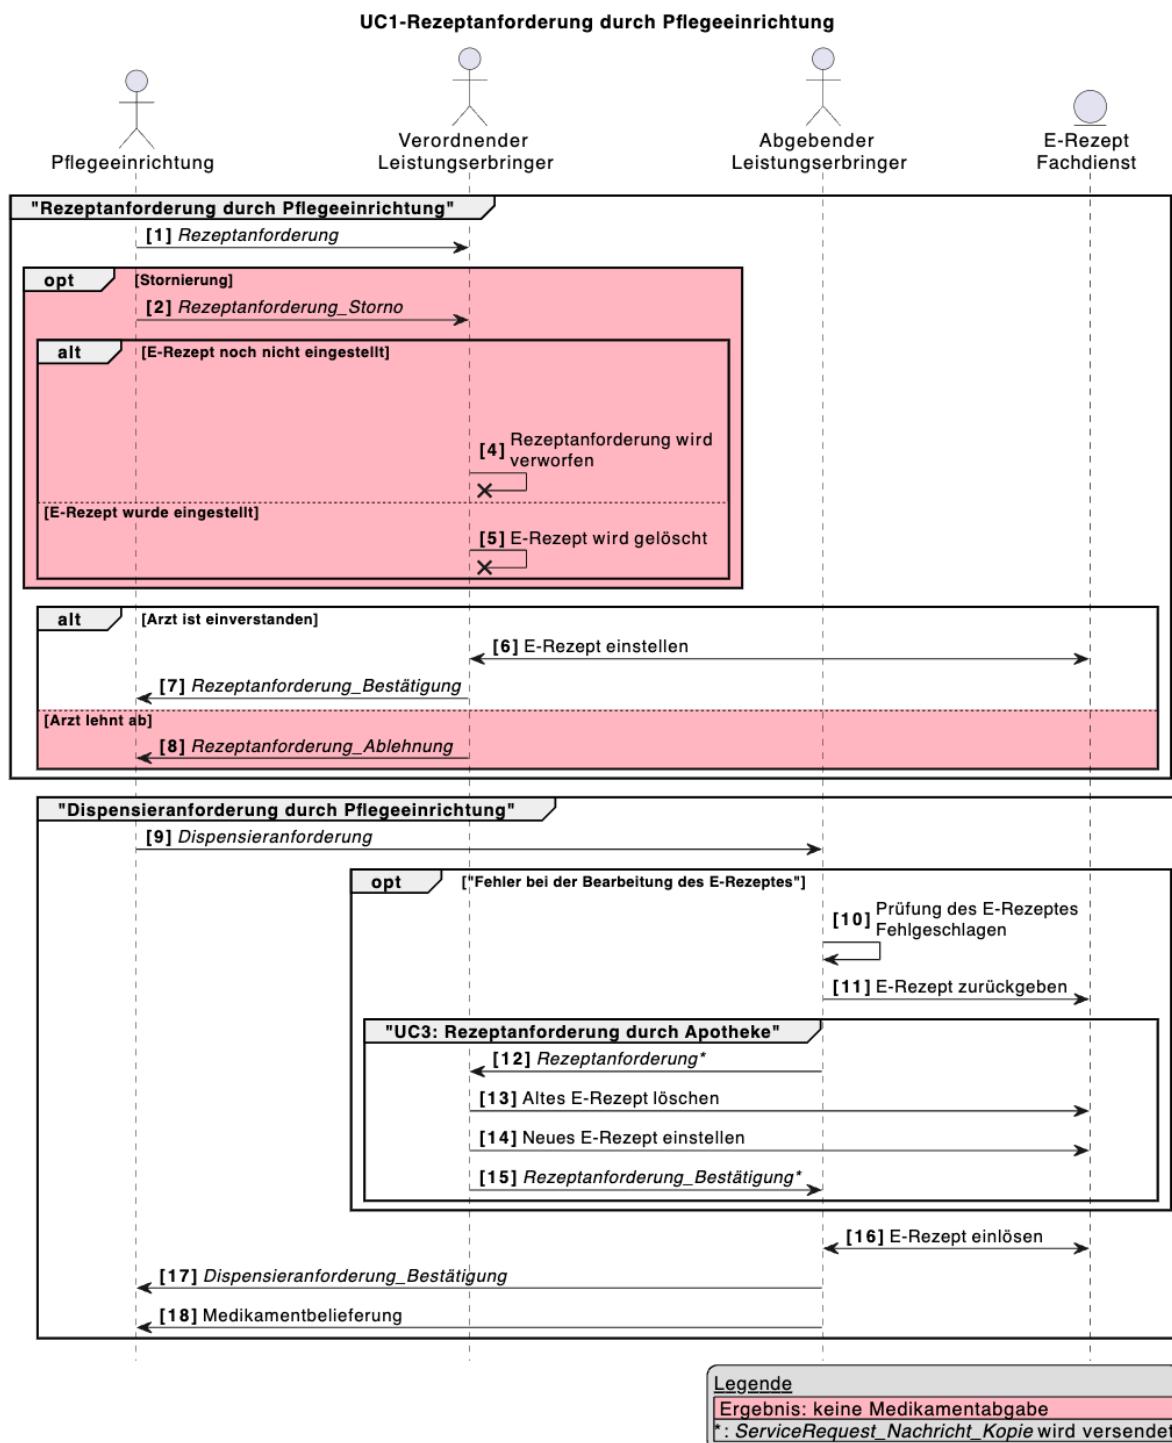 UC1-Rezeptanforderung durch Pflegeeinrichtung
Pflegeeinrichtung
Verordnender
Leistungserbringer
Abgebender
Leistungserbringer
E-Rezept
Fachdienst
"Rezeptanforderung durch Pflegeeinrichtung"
[1] Rezeptanforderung
opt [Stornierung]
[2] Rezeptanforderung_Storno
alt [E-Rezept noch nicht eingestellt]
[4] Rezeptanforderung wird
verworfen
[E-Rezept wurde eingestellt]
[5] E-Rezept wird gelöscht
alt [Arzt ist einverstanden]
[6] E-Rezept einstellen
[7] Rezeptanforderung_Bestätigung
[Arzt lehnt ab]
[8] Rezeptanforderung_Ablehnung
"Dispensieranforderung durch Pflegeeinrichtung"
[9] Dispensieranforderung
opt ["Fehler bei der Bearbeitung des E-Rezeptes"]
[10] Prüfung des E-Rezeptes
Fehlgeschlagen
[11] E-Rezept zurückgeben
"UC3: Rezeptanforderung durch Apotheke"
[12] Rezeptanforderung*
[13] Altes E-Rezept löschen
[14] Neues E-Rezept einstellen
[15] Rezeptanforderung_Bestätigung*
[16] E-Rezept einlösen
[17] Dispensieranforderung_Bestätigung
[18] Medikamentbelieferung
Legende
Ergebnis: keine Medikamentabgabe
* : ServiceRequest_Nachricht_Kopie wird versendet